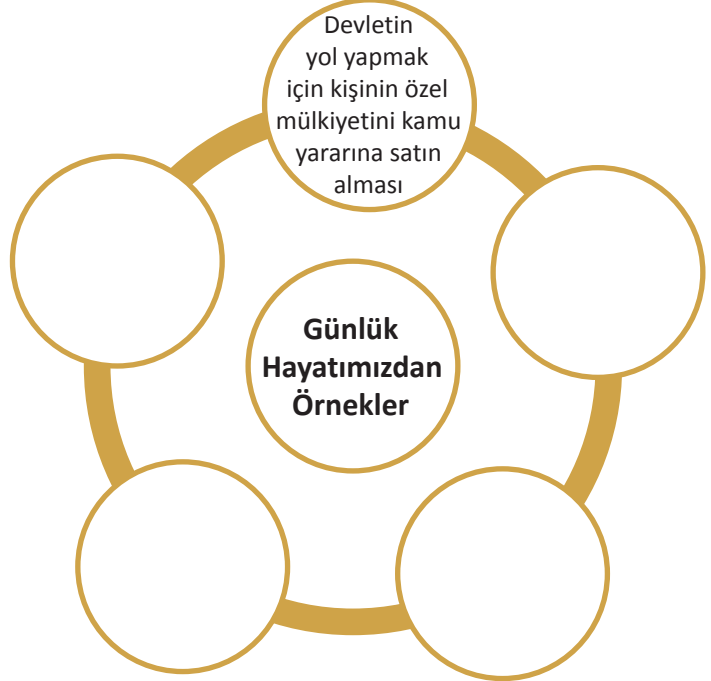 Devletin
yol yapmak
için kişinin özel
mülkiyetini kamu
yararına satın
alması
Günlük
Hayatımızdan
Örnekler